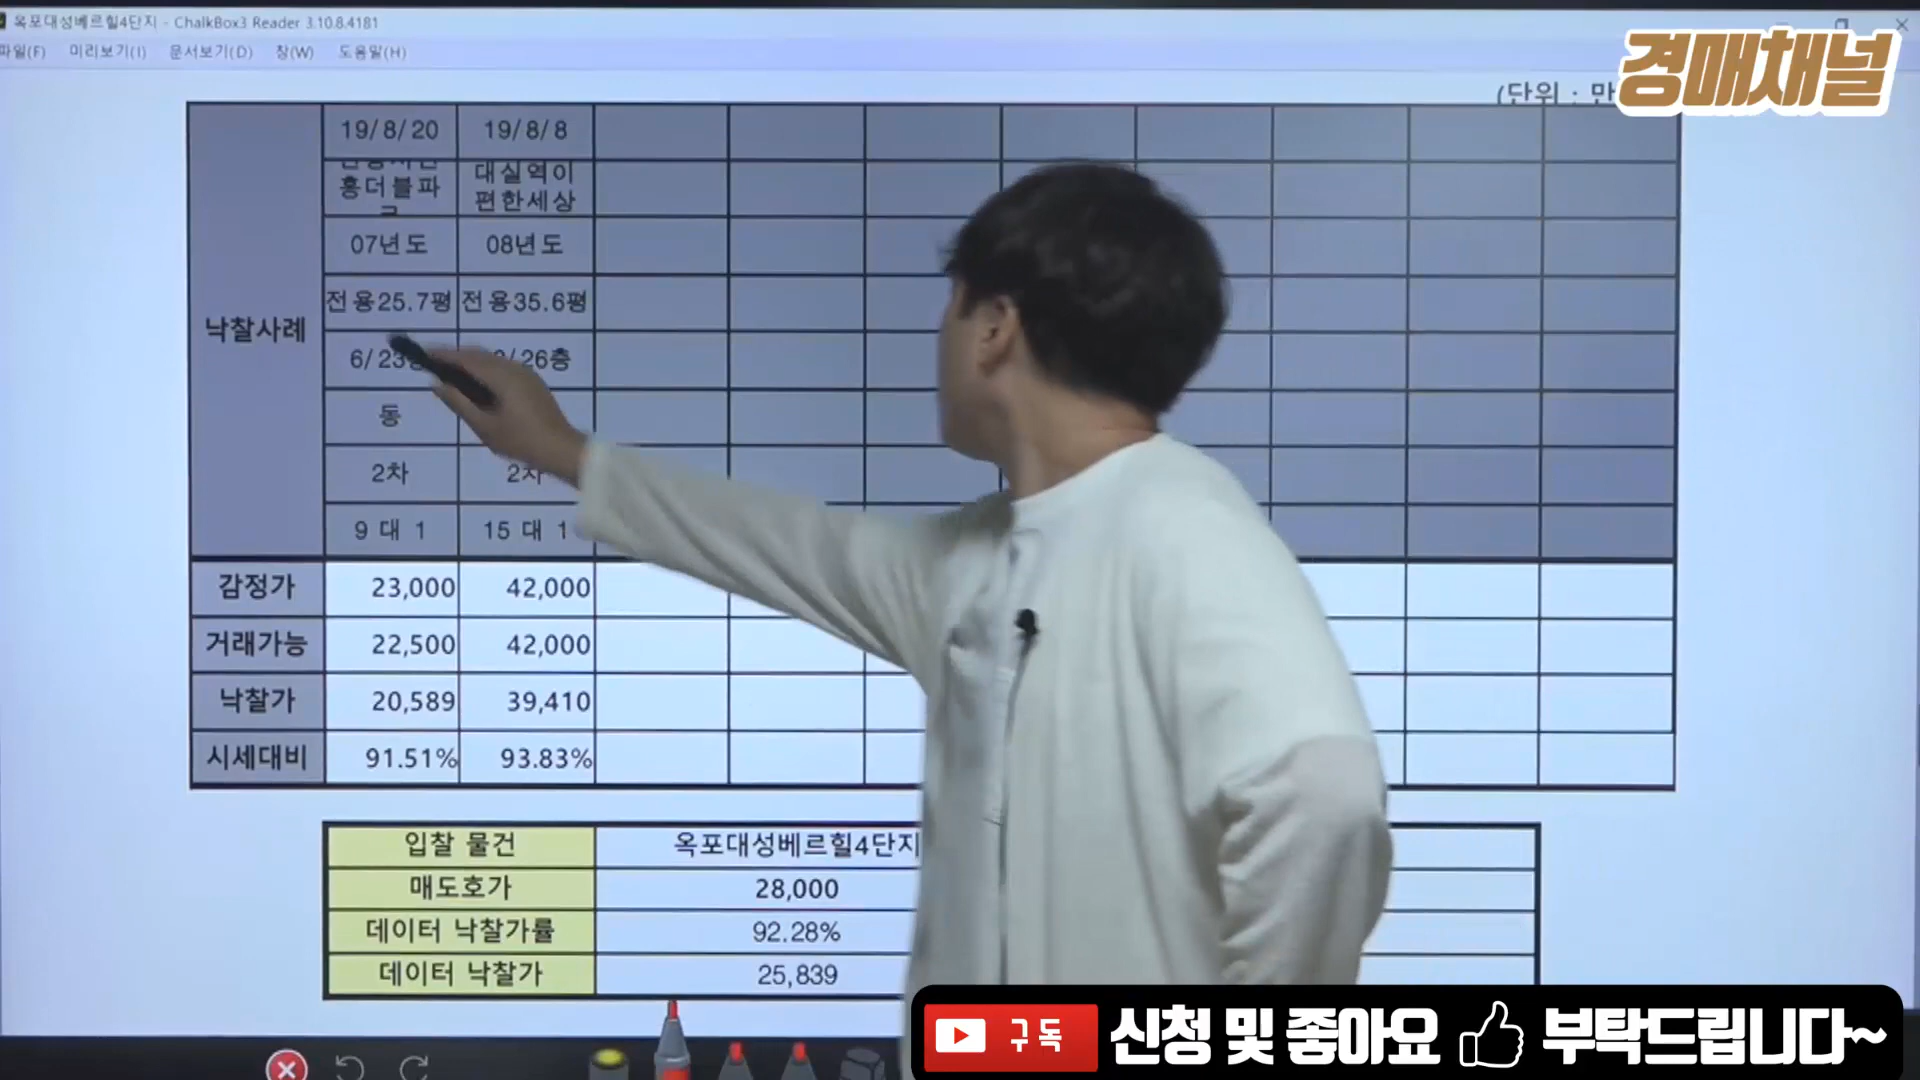 옥포대성베르힐4단지 - ChalkBox3 Reader 3.10.8.4181
파일(F) 미리보기(I) 문서보기(D) 창(W) 도움말(H)
경매채널
(단위 : 만
낙찰사례
19/8/20 19/8/8
홍더블파 대실역이
편한세상
07년도 08년도
전용25.7평 전용35.6평
6/23 /26층
동
2차 2차
9 대 1 15 대 1
감정가 23,000 42,000
거래가능 22,500 42,000
낙찰가 20,589 39,410
시세대비 91.51% 93.83%
입찰 물건 옥포대성베르힐4단지
매도호가 28,000
데이터 낙찰가률 92.28%
데이터 낙찰가 25,839
구독 신청 및 좋아요 부탁드립니다~